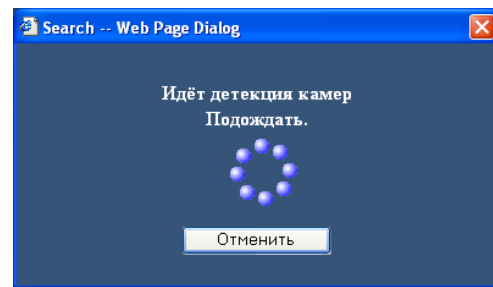 Search -- Web Page Dialog
Идёт детекция камер
Подождать.
Отменить